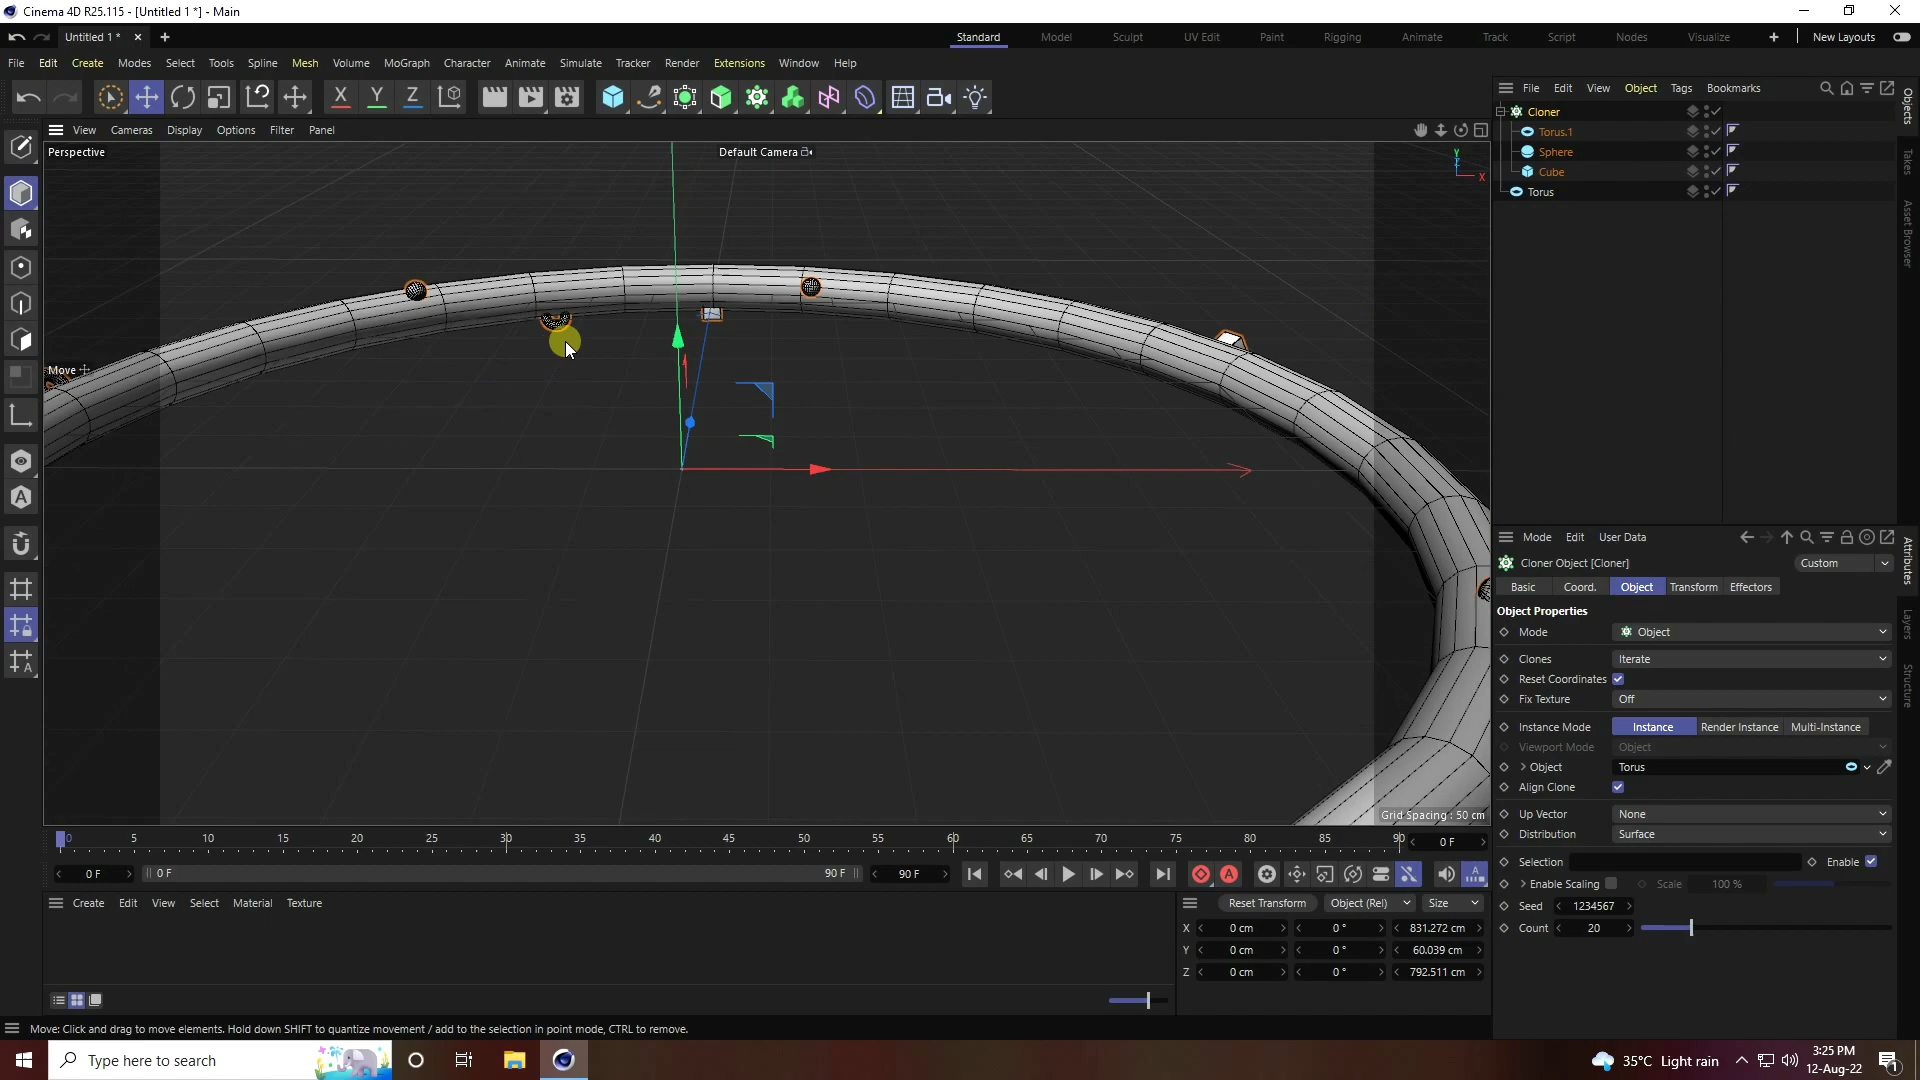 Cinema 4D R25.115 - [Untitled 1 *] - Main
Untitled 1 *
Standard Model Sculpt UV Edit Paint Rigging Animate Track Script Nodes Visualize New Layouts
File Edit Create Modes Select Tools Spline Mesh Volume MoGraph Character Animate Simulate Tracker Render Extensions Window Help
X Y Z
View Cameras Display Options Filter Panel
Perspective
Default Camera
Y
Z
X
Move
Grid Spacing : 50 cm
File Edit View Object Tags Bookmarks
Cloner
Torus.1
Sphere
Cube
Torus
Objects
Takes
Asset Browser
Mode Edit User Data
Cloner Object [Cloner]
Custom
Basic Coord. Object Transform Effectors
Object Properties
Mode Object
Clones Iterate
Reset Coordinates
Fix Texture Off
Instance Mode Instance Render Instance Multi-Instance
Viewport Mode Object
Object Torus
Align Clone
Up Vector None
Distribution Surface
Selection Enable
Enable Scaling Scale 100 %
Seed 1234567
Count 20
Attributes
Layers
Structure
0 5 10 15 20 25 30 35 40 45 50 55 60 65 70 75 80 85 90 0 F
0 F 0 F 90 F 90 F
Create Edit View Select Material Texture
Reset Transform Object (Rel) Size
X 0 cm 0 ° 831.272 cm
Y 0 cm 0 ° 60.039 cm
Z 0 cm 0 ° 792.511 cm
Move: Click and drag to move elements. Hold down SHIFT to quantize movement / add to the selection in point mode, CTRL to remove.
Type here to search
35°C Light rain
3:25 PM
12-Aug-22
1